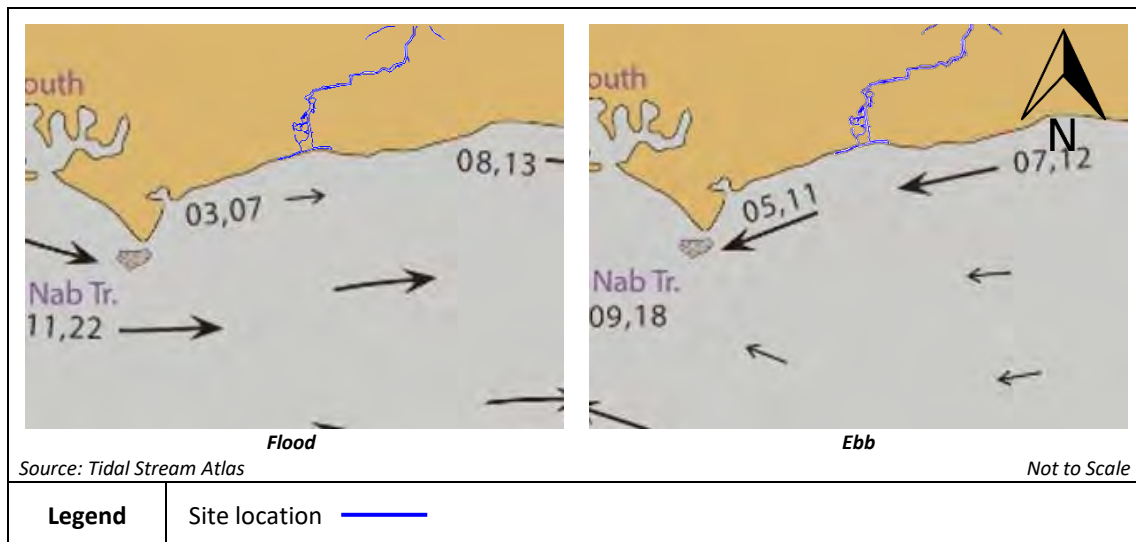 outh
08,13
03,07
Nab Tr.
11,22
Flood
outh
N
07,12
05,11
Nab Tr.
09,18
Ebb
Source: Tidal Stream Atlas
Not to Scale
Legend
Site location